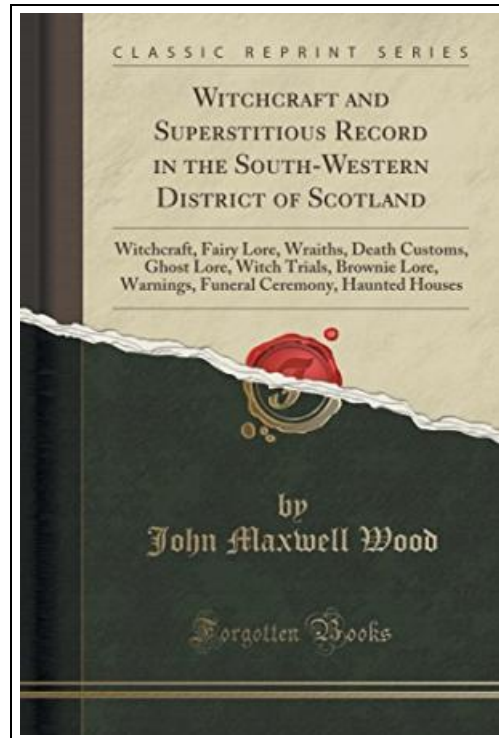 CLASSIC REPRINT SERIES
WITCHCRAFT AND
SUPERSTITIOUS RECORD
IN THE SOUTH-WESTERN
DISTRICT OF SCOTLAND
Witchcraft, Fairy Lore, Wraiths, Death Customs,
Ghost Lore, Witch Trials, Brownie Lore,
Warnings, Funeral Ceremony, Haunted Houses
by
John Maxwell Wood
Forgotten Books